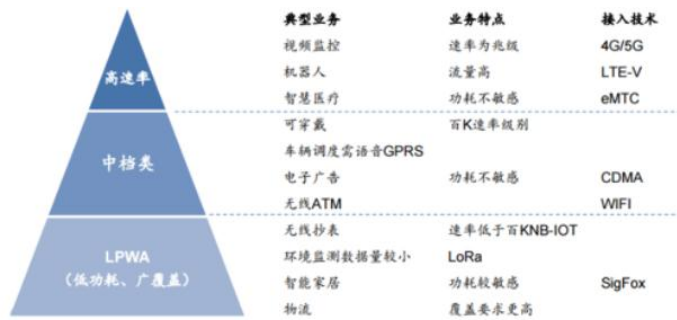 典型业务 业务特点 接入技术
视频监控 速率为兆级 4G/5G
高速率 机器人 流量高 LTE-V
智慧医疗 功耗不敏感 eMTC
可穿戴 百K速率级别
车辆调度需语音GPRS
中档类 电子广告 功耗不敏感 CDMA
无线ATM WIFI
无线抄表 速率低于百KNB-IOT
LPWA 环境监测数据量较小 LoRa
（低功耗、广覆盖） 智能家居 功耗较敏感 SigFox
物流 覆盖要求更高